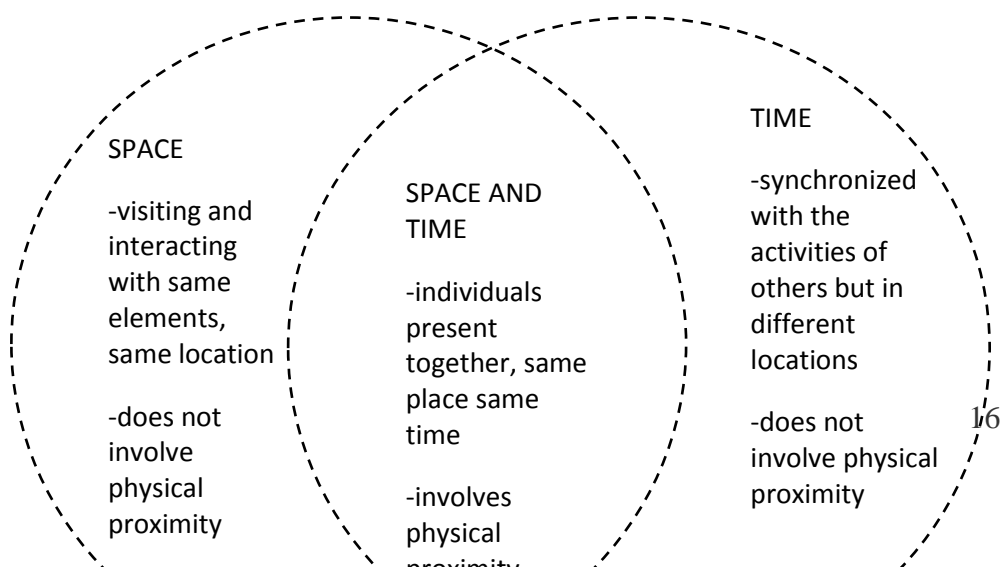 SPACE
-visiting and
interacting
with same
elements,
same location
-does not
involve
physical
proximity
SPACE AND
TIME
-individuals
present
together, same
place same
time
-involves
physical
proximity
TIME
-synchronized
with the
activities of
others but in
different
locations
-does not
involve physical
proximity
16